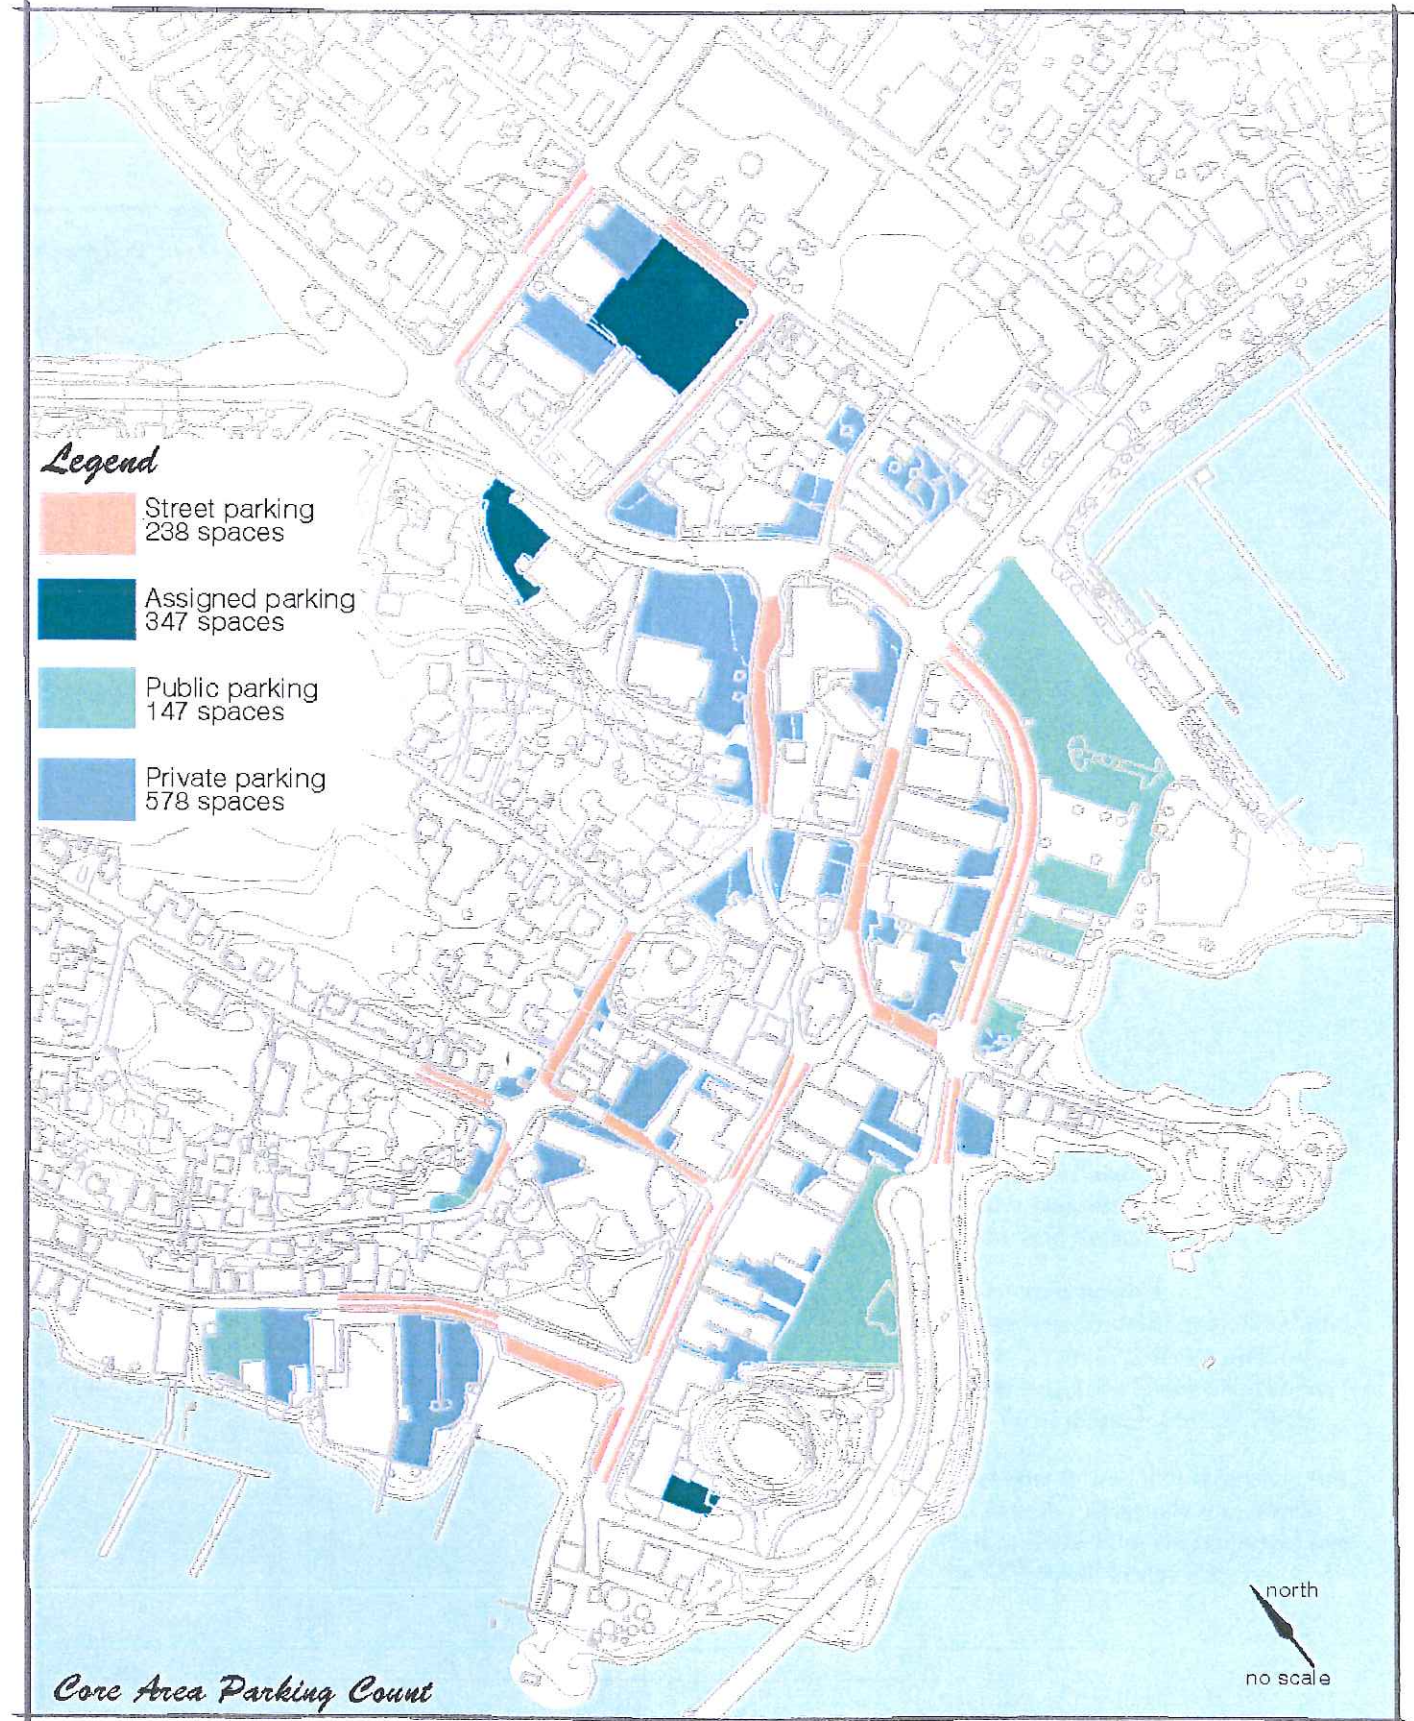 Legend
Street parking
238 spaces
Assigned parking
347 spaces
Public parking
147 spaces
Private parking
578 spaces
north
no scale
Core Area Parking Count